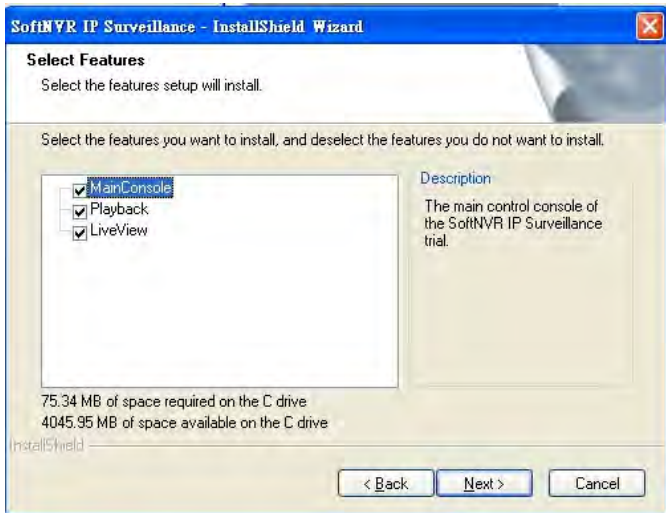 SoftNVR IP Surveillance - InstallShield Wizard
Select Features
Select the features setup will install.
Select the features you want to install, and deselect the features you do not want to install.
MainConsole
Playback
LiveView
Description
The main control console of
the SoftNVR IP Surveillance
trial.
75.34 MB of space required on the C drive
4045.95 MB of space available on the C drive
InstallShield
< Back
Next >
Cancel